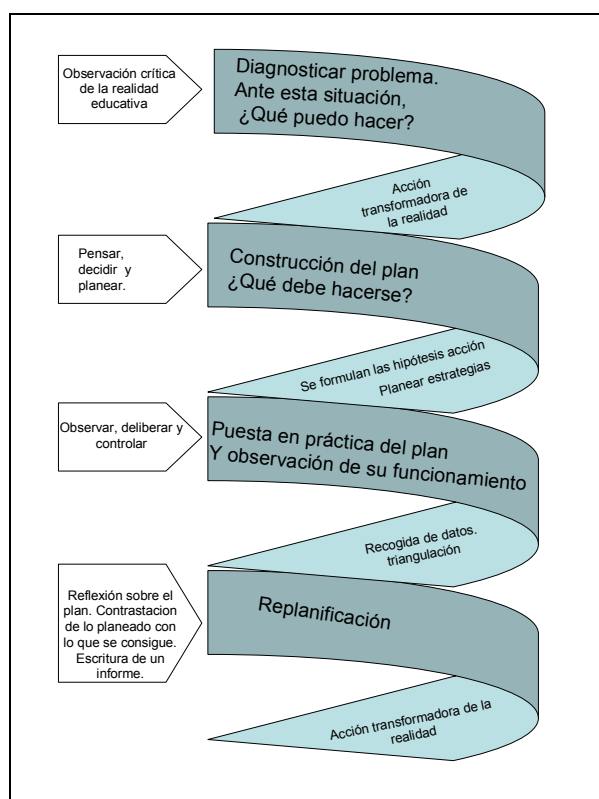 Observación crítica
de la realidad
educativa
Diagnosticar problema.
Ante esta situación,
¿Qué puedo hacer?
Acción
transformadora de
la realidad
Pensar,
decidir y
planear.
Construcción del plan
¿Qué debe hacerse?
Se formulan las hipótesis acción
Planear estrategias
Observar, deliberar y
controlar
Puesta en práctica del plan
Y observación de su funcionamiento
Recogida de datos.
triangulación
Reflexión sobre el
plan. Contrastacion
de lo planeado con
lo que se consigue.
Escritura de un
informe.
Replanificación
Acción transformadora de la
realidad